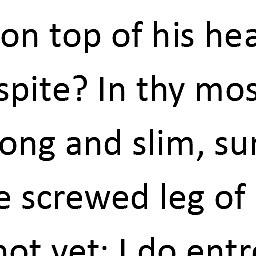 on top of his hea
spite? In thy mos
ong and slim, sur
e screwed leg of
not yet; I do entre